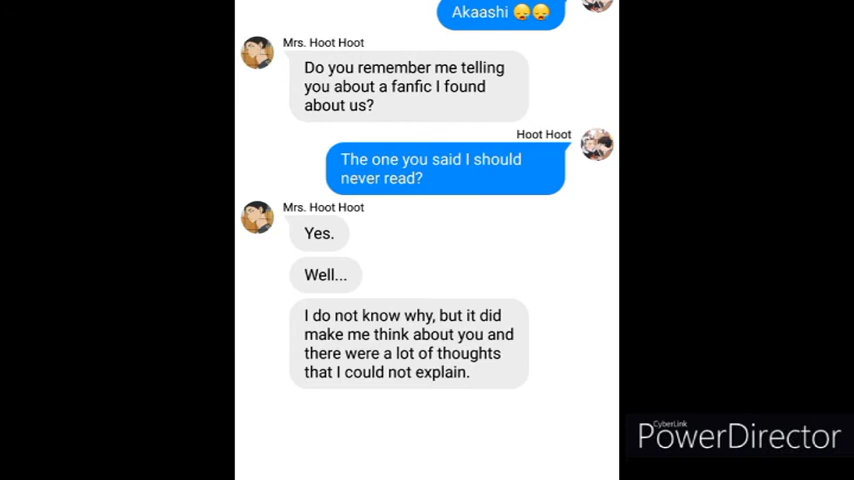 Akaashi 😞😞
Mrs. Hoot Hoot
Do you remember me telling
you about a fanfic I found
about us?
Hoot Hoot
The one you said I should
never read?
Mrs. Hoot Hoot
Yes.
Well...
I do not know why, but it did
make me think about you and
there were a lot of thoughts
that I could not explain.
CyberLink
PowerDirector